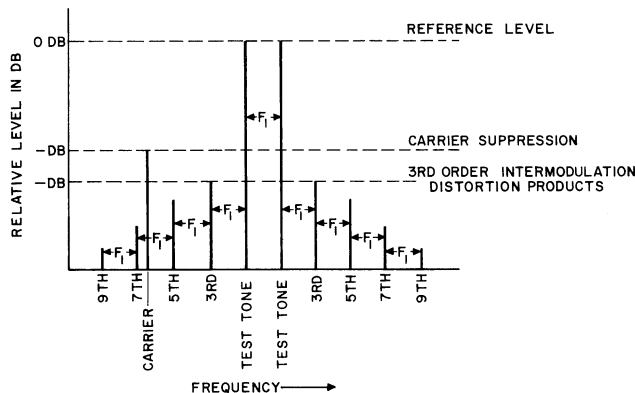 RELATIVE LEVEL IN DB
0 DB
REFERENCE LEVEL
F1
-DB
CARRIER SUPPRESSION
-DB
3RD ORDER INTERMODULATION
DISTORTION PRODUCTS
F1
F1
F1
F1
F1
F1
F1
F1
9TH
7TH
CARRIER
5TH
3RD
TEST TONE
TEST TONE
3RD
5TH
7TH
9TH
FREQUENCY